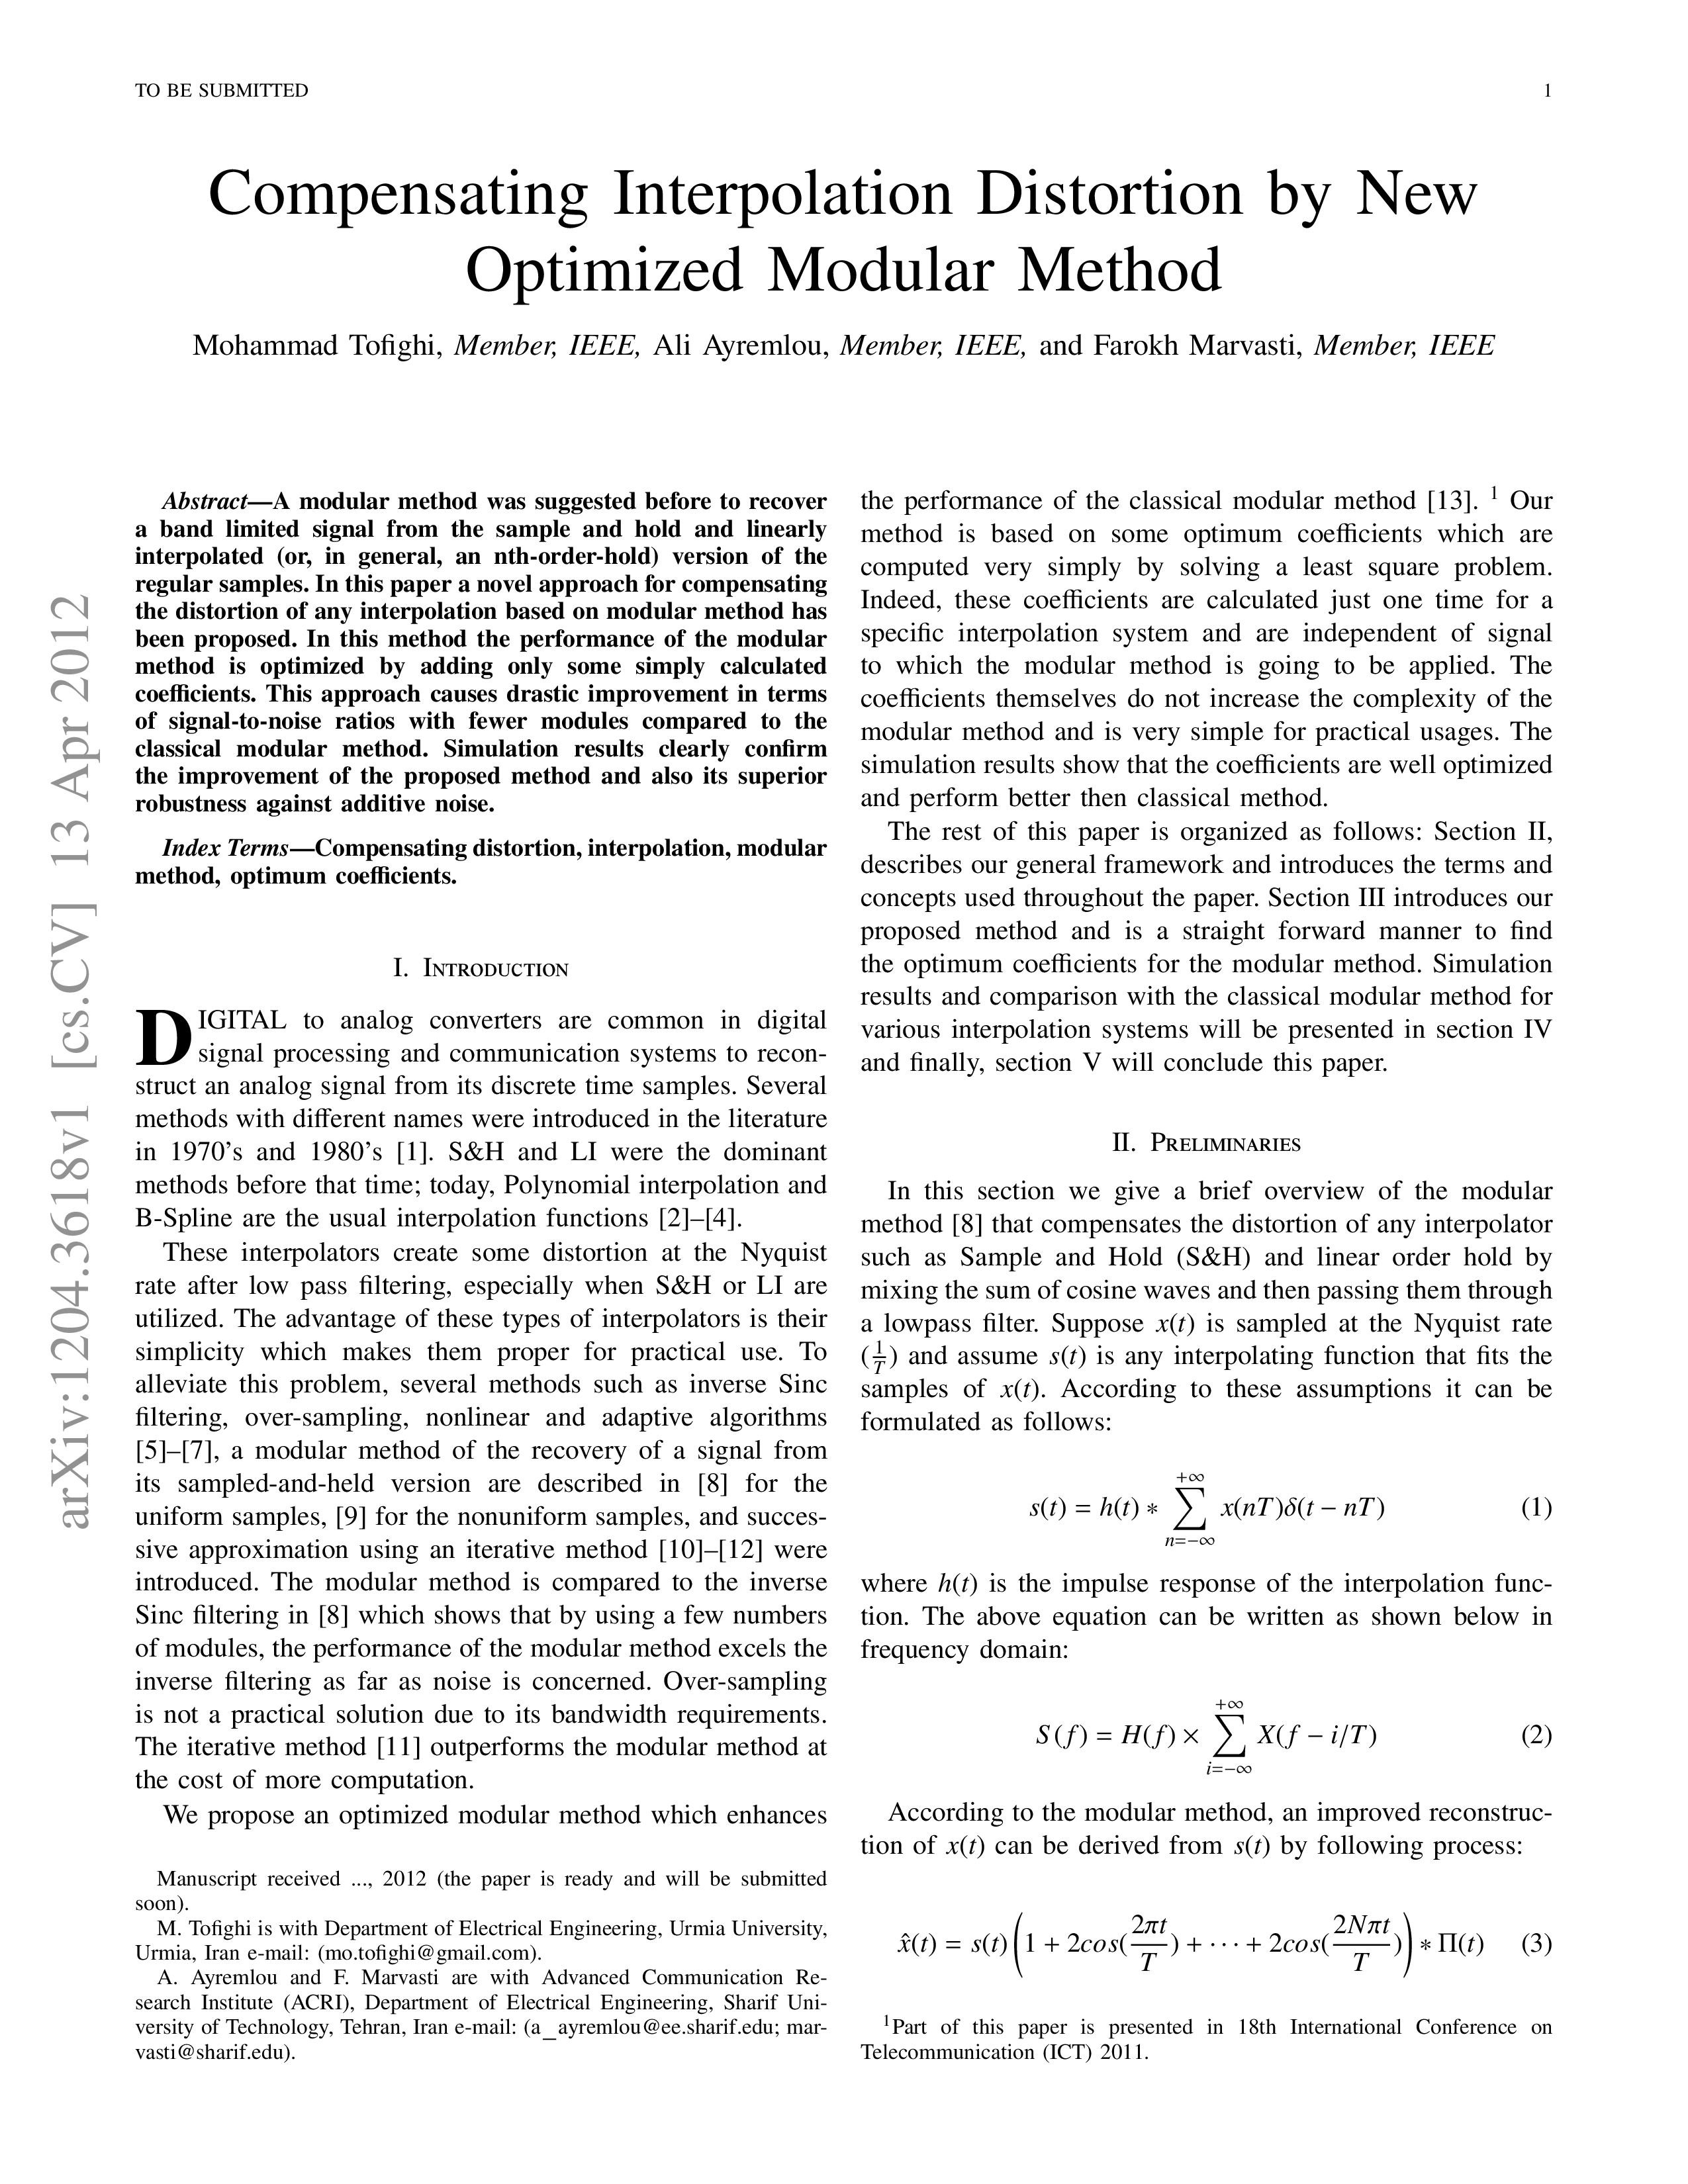 TO BE SUBMITTED
1
Compensating Interpolation Distortion by New
Optimized Modular Method
Mohammad Tofighi, Member, IEEE, Ali Ayremlou, Member, IEEE, and Farokh Marvasti, Member, IEEE
arXiv:1204.3618v1 [cs.CV] 13 Apr 2012
Abstract—A modular method was suggested before to recover
a band limited signal from the sample and hold and linearly
interpolated (or, in general, an nth-order-hold) version of the
regular samples. In this paper a novel approach for compensating
the distortion of any interpolation based on modular method has
been proposed. In this method the performance of the modular
method is optimized by adding only some simply calculated
coefficients. This approach causes drastic improvement in terms
of signal-to-noise ratios with fewer modules compared to the
classical modular method. Simulation results clearly confirm
the improvement of the proposed method and also its superior
robustness against additive noise.
Index Terms—Compensating distortion, interpolation, modular
method, optimum coefficients.
I. Introduction
DIGITAL to analog converters are common in digital
signal processing and communication systems to recon-
struct an analog signal from its discrete time samples. Several
methods with different names were introduced in the literature
in 1970's and 1980's [1]. S&H and LI were the dominant
methods before that time; today, Polynomial interpolation and
B-Spline are the usual interpolation functions [2]–[4].
These interpolators create some distortion at the Nyquist
rate after low pass filtering, especially when S&H or LI are
utilized. The advantage of these types of interpolators is their
simplicity which makes them proper for practical use. To
alleviate this problem, several methods such as inverse Sinc
filtering, over-sampling, nonlinear and adaptive algorithms
[5]–[7], a modular method of the recovery of a signal from
its sampled-and-held version are described in [8] for the
uniform samples, [9] for the nonuniform samples, and succes-
sive approximation using an iterative method [10]–[12] were
introduced. The modular method is compared to the inverse
Sinc filtering in [8] which shows that by using a few numbers
of modules, the performance of the modular method excels the
inverse filtering as far as noise is concerned. Over-sampling
is not a practical solution due to its bandwidth requirements.
The iterative method [11] outperforms the modular method at
the cost of more computation.
We propose an optimized modular method which enhances
Manuscript received ..., 2012 (the paper is ready and will be submitted
soon).
M. Tofighi is with Department of Electrical Engineering, Urmia University,
Urmia, Iran e-mail: (mo.tofighi@gmail.com).
A. Ayremlou and F. Marvasti are with Advanced Communication Re-
search Institute (ACRI), Department of Electrical Engineering, Sharif Uni-
versity of Technology, Tehran, Iran e-mail: (a_ayremlou@ee.sharif.edu; mar-
vasti@sharif.edu).
the performance of the classical modular method [13]. 1 Our
method is based on some optimum coefficients which are
computed very simply by solving a least square problem.
Indeed, these coefficients are calculated just one time for a
specific interpolation system and are independent of signal
to which the modular method is going to be applied. The
coefficients themselves do not increase the complexity of the
modular method and is very simple for practical usages. The
simulation results show that the coefficients are well optimized
and perform better then classical method.
The rest of this paper is organized as follows: Section II,
describes our general framework and introduces the terms and
concepts used throughout the paper. Section III introduces our
proposed method and is a straight forward manner to find
the optimum coefficients for the modular method. Simulation
results and comparison with the classical modular method for
various interpolation systems will be presented in section IV
and finally, section V will conclude this paper.
II. Preliminaries
In this section we give a brief overview of the modular
method [8] that compensates the distortion of any interpolator
such as Sample and Hold (S&H) and linear order hold by
mixing the sum of cosine waves and then passing them through
a lowpass filter. Suppose x(t) is sampled at the Nyquist rate
(1/T) and assume s(t) is any interpolating function that fits the
samples of x(t). According to these assumptions it can be
formulated as follows:
s(t) = h(t) ∗ ∑_{n=−∞}^{+∞} x(nT)δ(t − nT) (1)
where h(t) is the impulse response of the interpolation func-
tion. The above equation can be written as shown below in
frequency domain:
S(f) = H(f) × ∑_{i=−∞}^{+∞} X(f − i/T) (2)
According to the modular method, an improved reconstruc-
tion of x(t) can be derived from s(t) by following process:
x̂(t) = s(t)(1 + 2cos(2πt/T) + ⋯ + 2cos(2Nπt/T)) ∗ Π(t) (3)
1Part of this paper is presented in 18th International Conference on
Telecommunication (ICT) 2011.